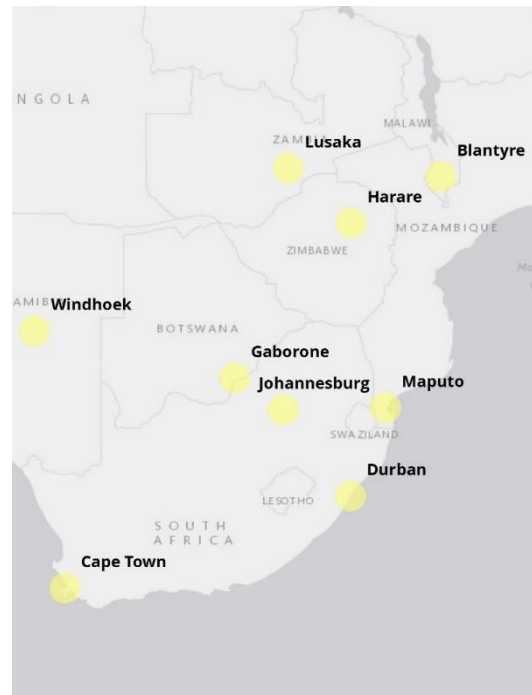 NGOLA
MALAWI
ZAMBIA
Lusaka
Blantyre
Harare
MOZAMBIQUE
ZIMBABWE
AMIB
Windhoek
BOTSWANA
Gaborone
Johannesburg
Maputo
SWAZILAND
Durban
LESOTHO
SOUTH
AFRICA
Cape Town